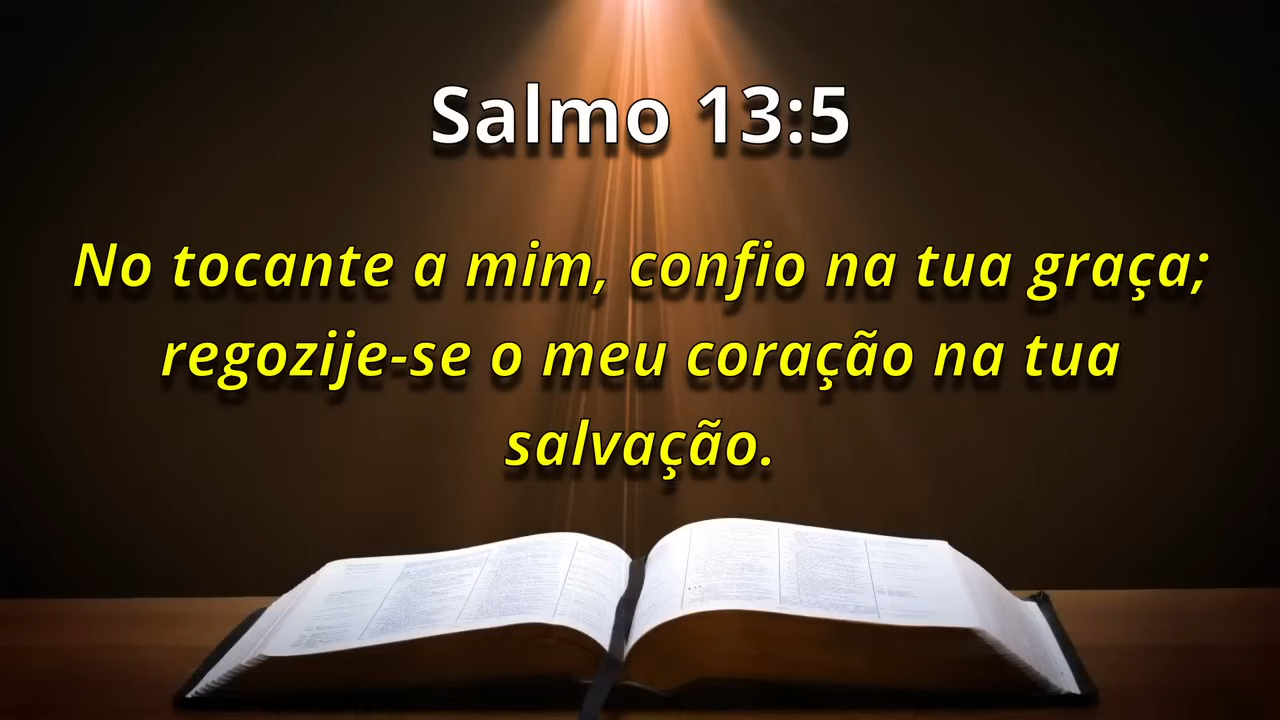 Salmo 13:5
No tocante a mim, confio na tua graça;
regozije-se o meu coração na tua
salvação.